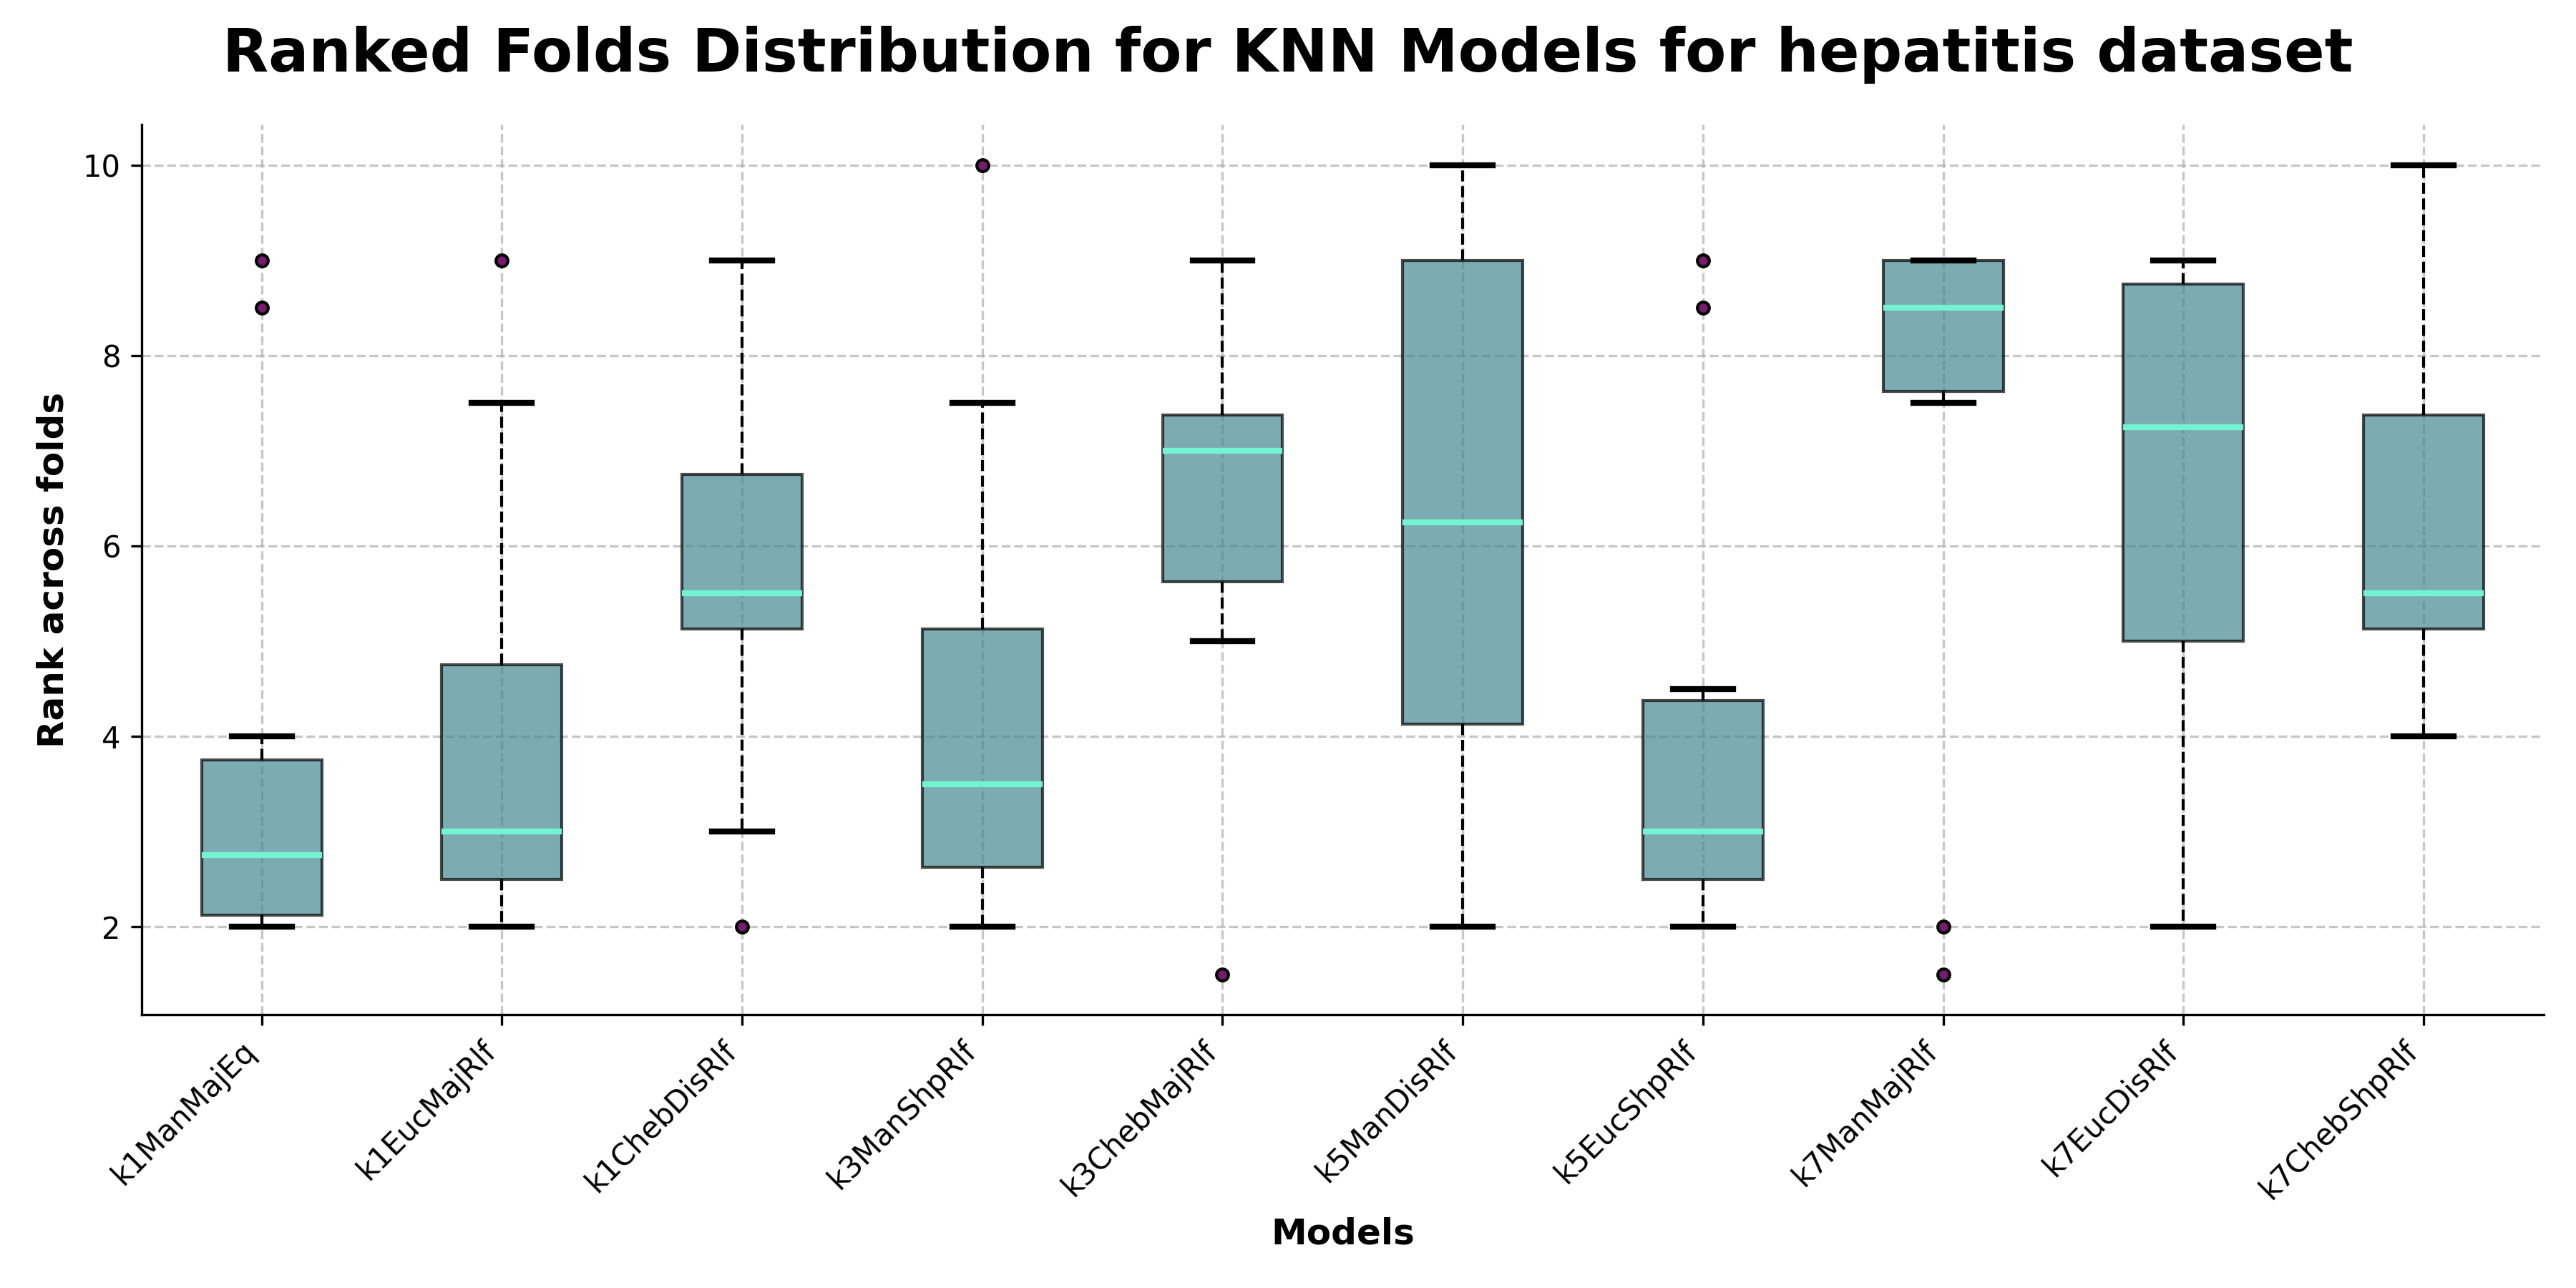 Ranked Folds Distribution for KNN Models for hepatitis dataset
Rank across folds
10
8
6
4
2
k1ManMajEq
k1EucMajRlf
k1ChebDisRlf
k3ManShpRlf
k3ChebMajRlf
k5ManDisRlf
k5EucShpRlf
k7ManMajRlf
k7EucDisRlf
k7ChebShpRlf
Models